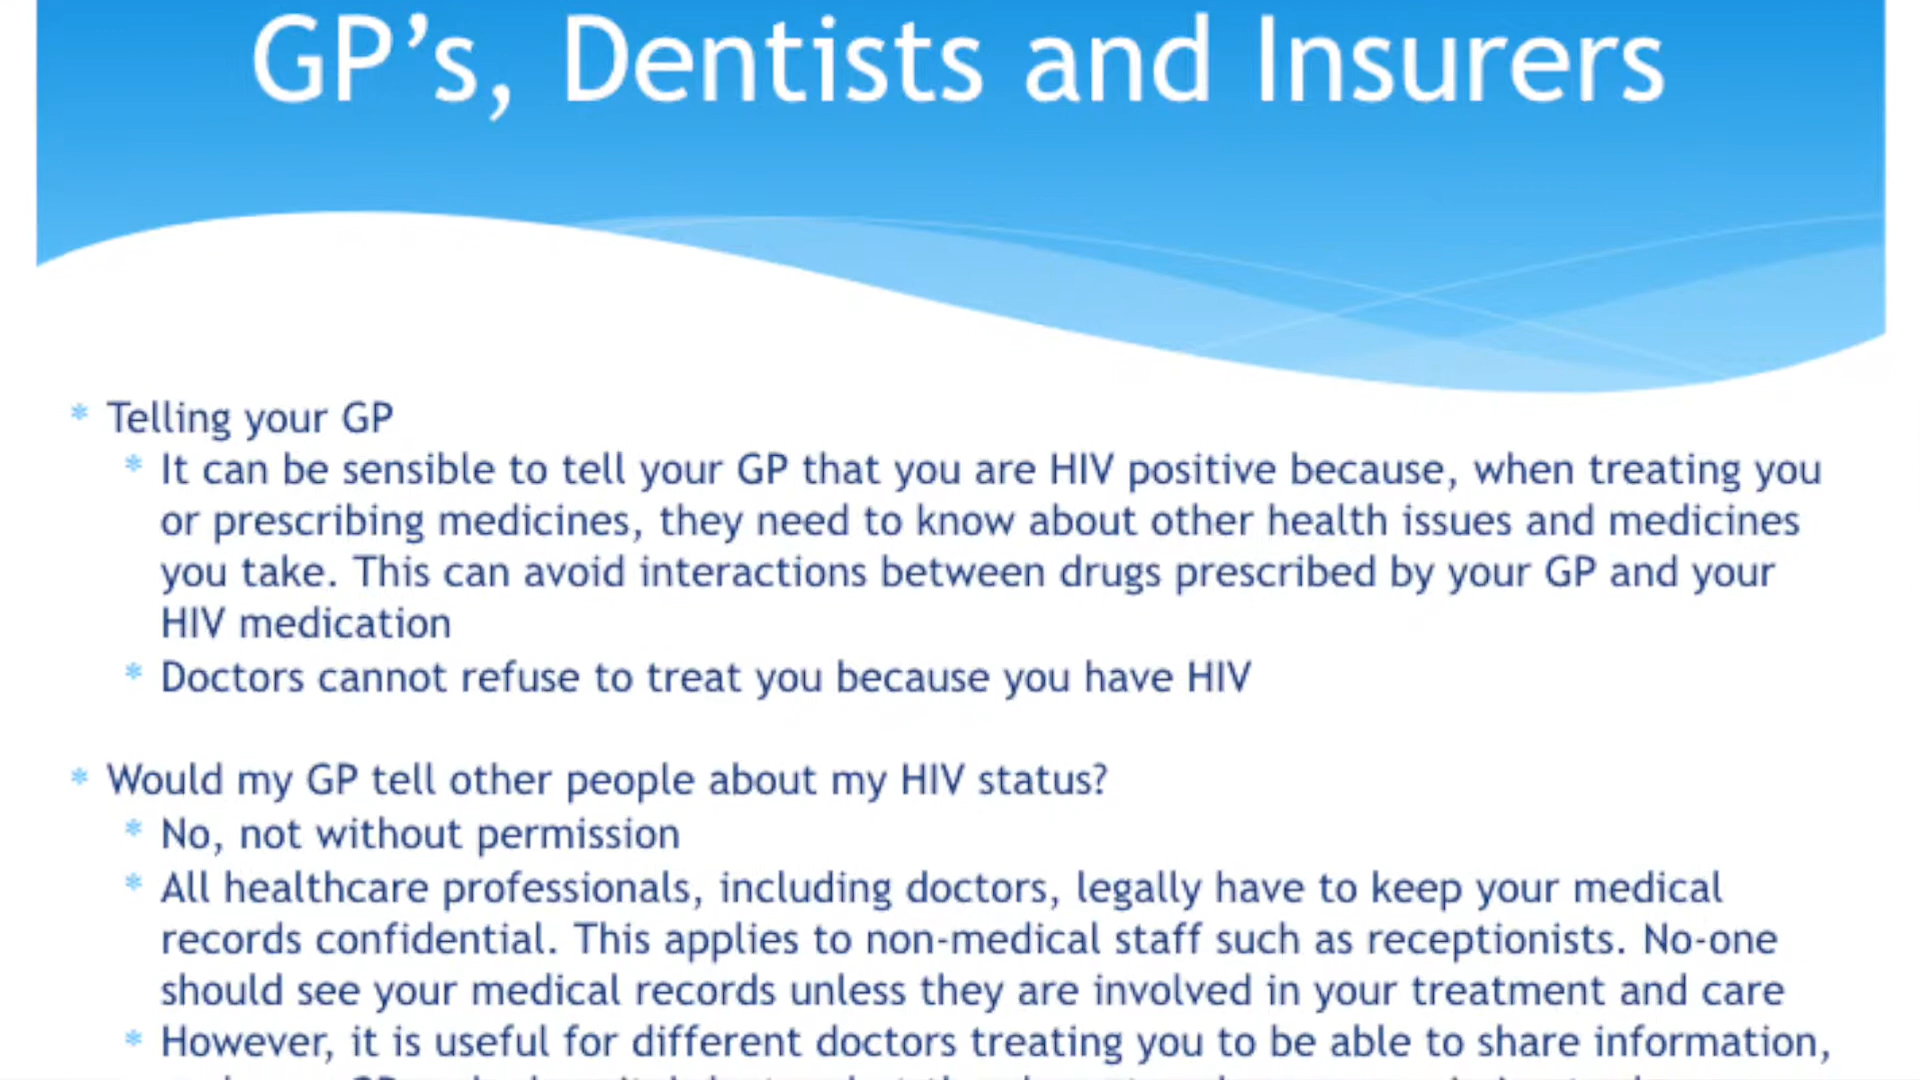 GP’s, Dentists and Insurers
* Telling your GP
* It can be sensible to tell your GP that you are HIV positive because, when treating you
or prescribing medicines, they need to know about other health issues and medicines
you take. This can avoid interactions between drugs prescribed by your GP and your
HIV medication
* Doctors cannot refuse to treat you because you have HIV
* Would my GP tell other people about my HIV status?
* No, not without permission
* All healthcare professionals, including doctors, legally have to keep your medical
records confidential. This applies to non-medical staff such as receptionists. No-one
should see your medical records unless they are involved in your treatment and care
* However, it is useful for different doctors treating you to be able to share information,